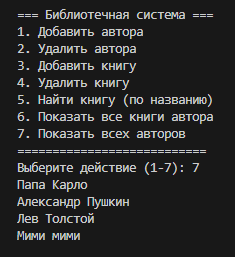 === Библиотечная система ===
1. Добавить автора
2. Удалить автора
3. Добавить книгу
4. Удалить книгу
5. Найти книгу (по названию)
6. Показать все книги автора
7. Показать всех авторов
===========================
Выберите действие (1-7): 7
Папа Карло
Александр Пушкин
Лев Толстой
Мими мими